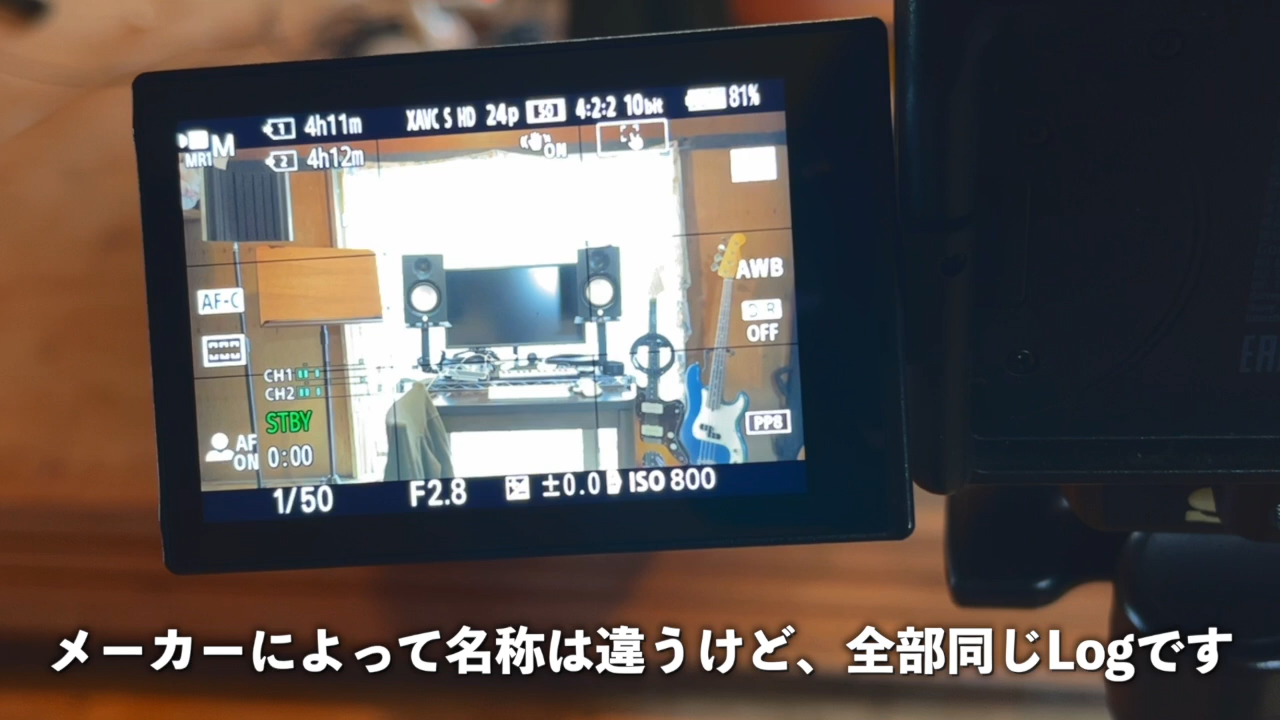 XAVC S HD 24p 50 4:2:2 10bit 81%
1 4h11m
M
MR1
2 4h12m
ON
AWB
AF-C
D-R
OFF
CH1
CH2
STBY
PP8
AF
ON
0:00
1/50 F2.8 ±0.0 ISO 800
メーカーによって名称は違うけど、全部同じLogです